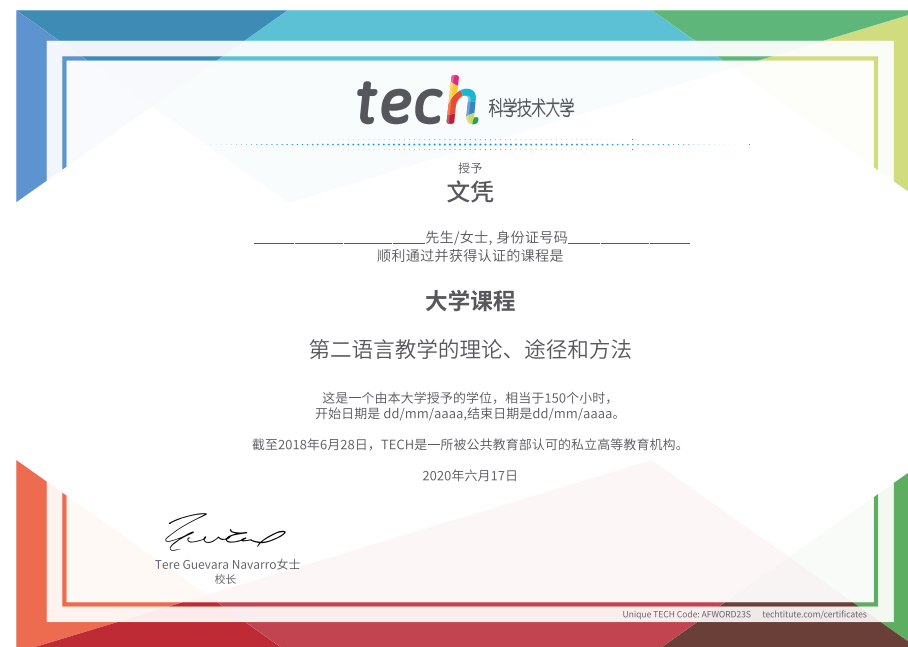 tech 科学技术大学
授予
文凭
先生/女士, 身份证号码
顺利通过并获得认证的课程是
大学课程
第二语言教学的理论、途径和方法
这是一个由本大学授予的学位，相当于150个小时，
开始日期是 dd/mm/aaaa,结束日期是dd/mm/aaaa。
截至2018年6月28日，TECH是一所被公共教育部认可的私立高等教育机构。
2020年六月17日
Tere Guevara Navarro女士
校长
Unique TECH Code: AFWORD23S techtitute.com/certificates